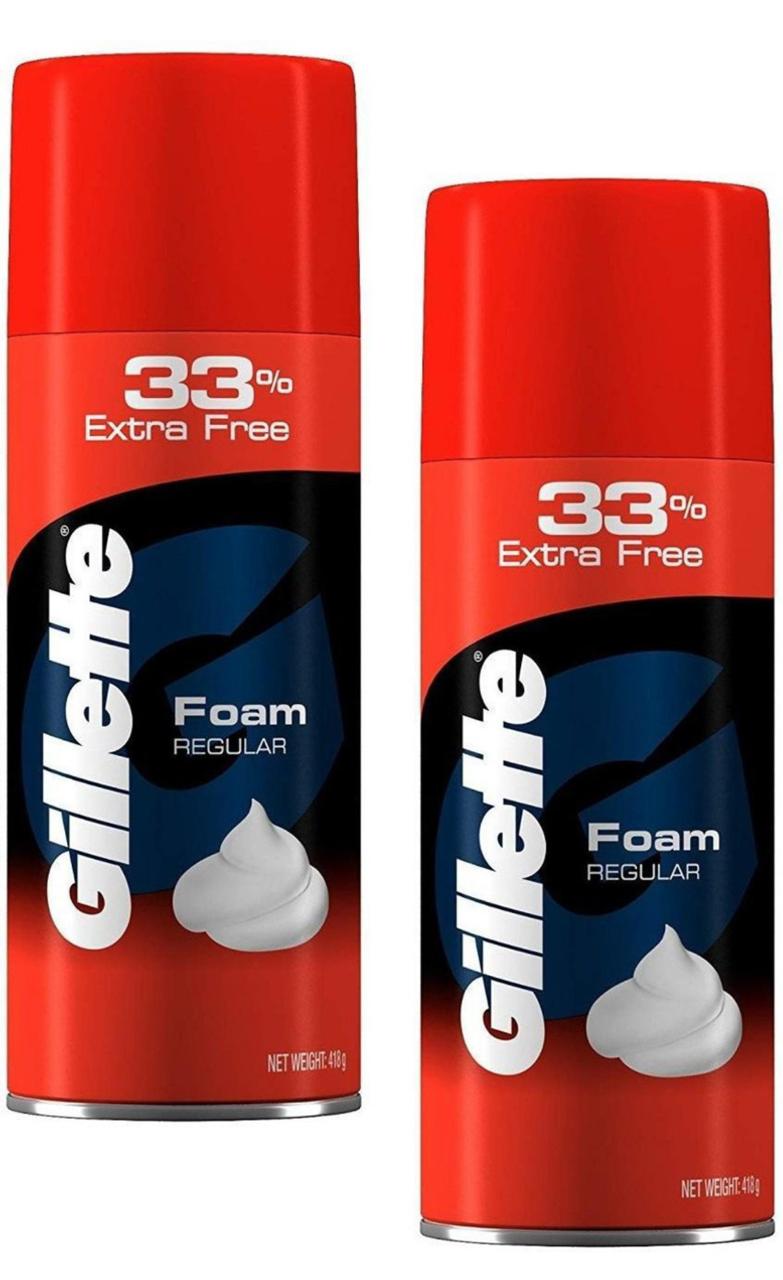 33%
Extra Free
Gillette®
Foam
REGULAR
NET WEIGHT: 418 g
33%
Extra Free
Gillette®
Foam
REGULAR
NET WEIGHT: 418 g